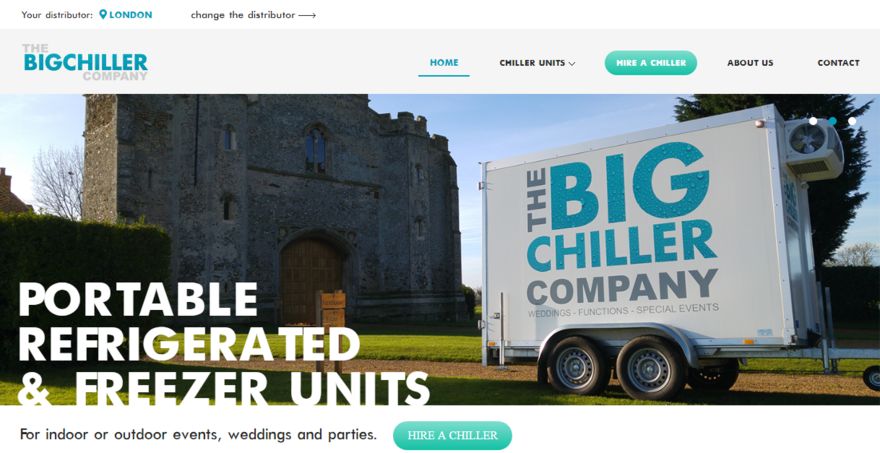 Your distributor: LONDON change the distributor
THE
BIGCHILLER
COMPANY
HOME CHILLER UNITS HIRE A CHILLER ABOUT US CONTACT
THE
BIG
CHILLER
COMPANY
WEDDINGS - FUNCTIONS - SPECIAL EVENTS
PORTABLE
REFRIGERATED
& FREEZER UNITS
For indoor or outdoor events, weddings and parties. HIRE A CHILLER